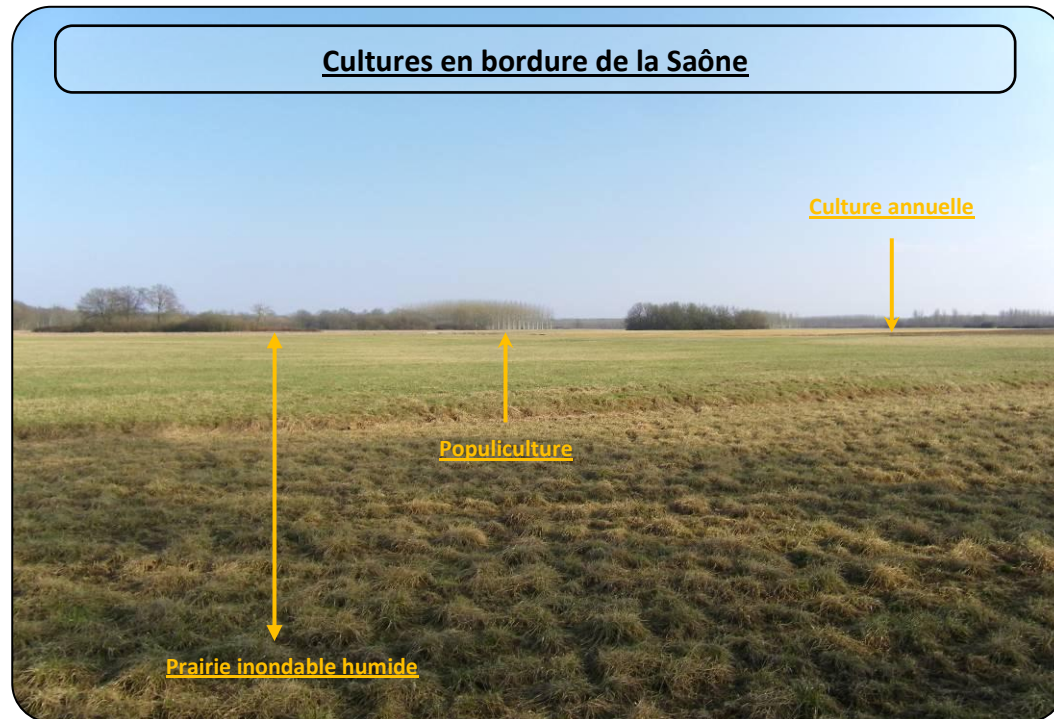 Cultures en bordure de la Saône
Culture annuelle
Populiculture
Prairie inondable humide